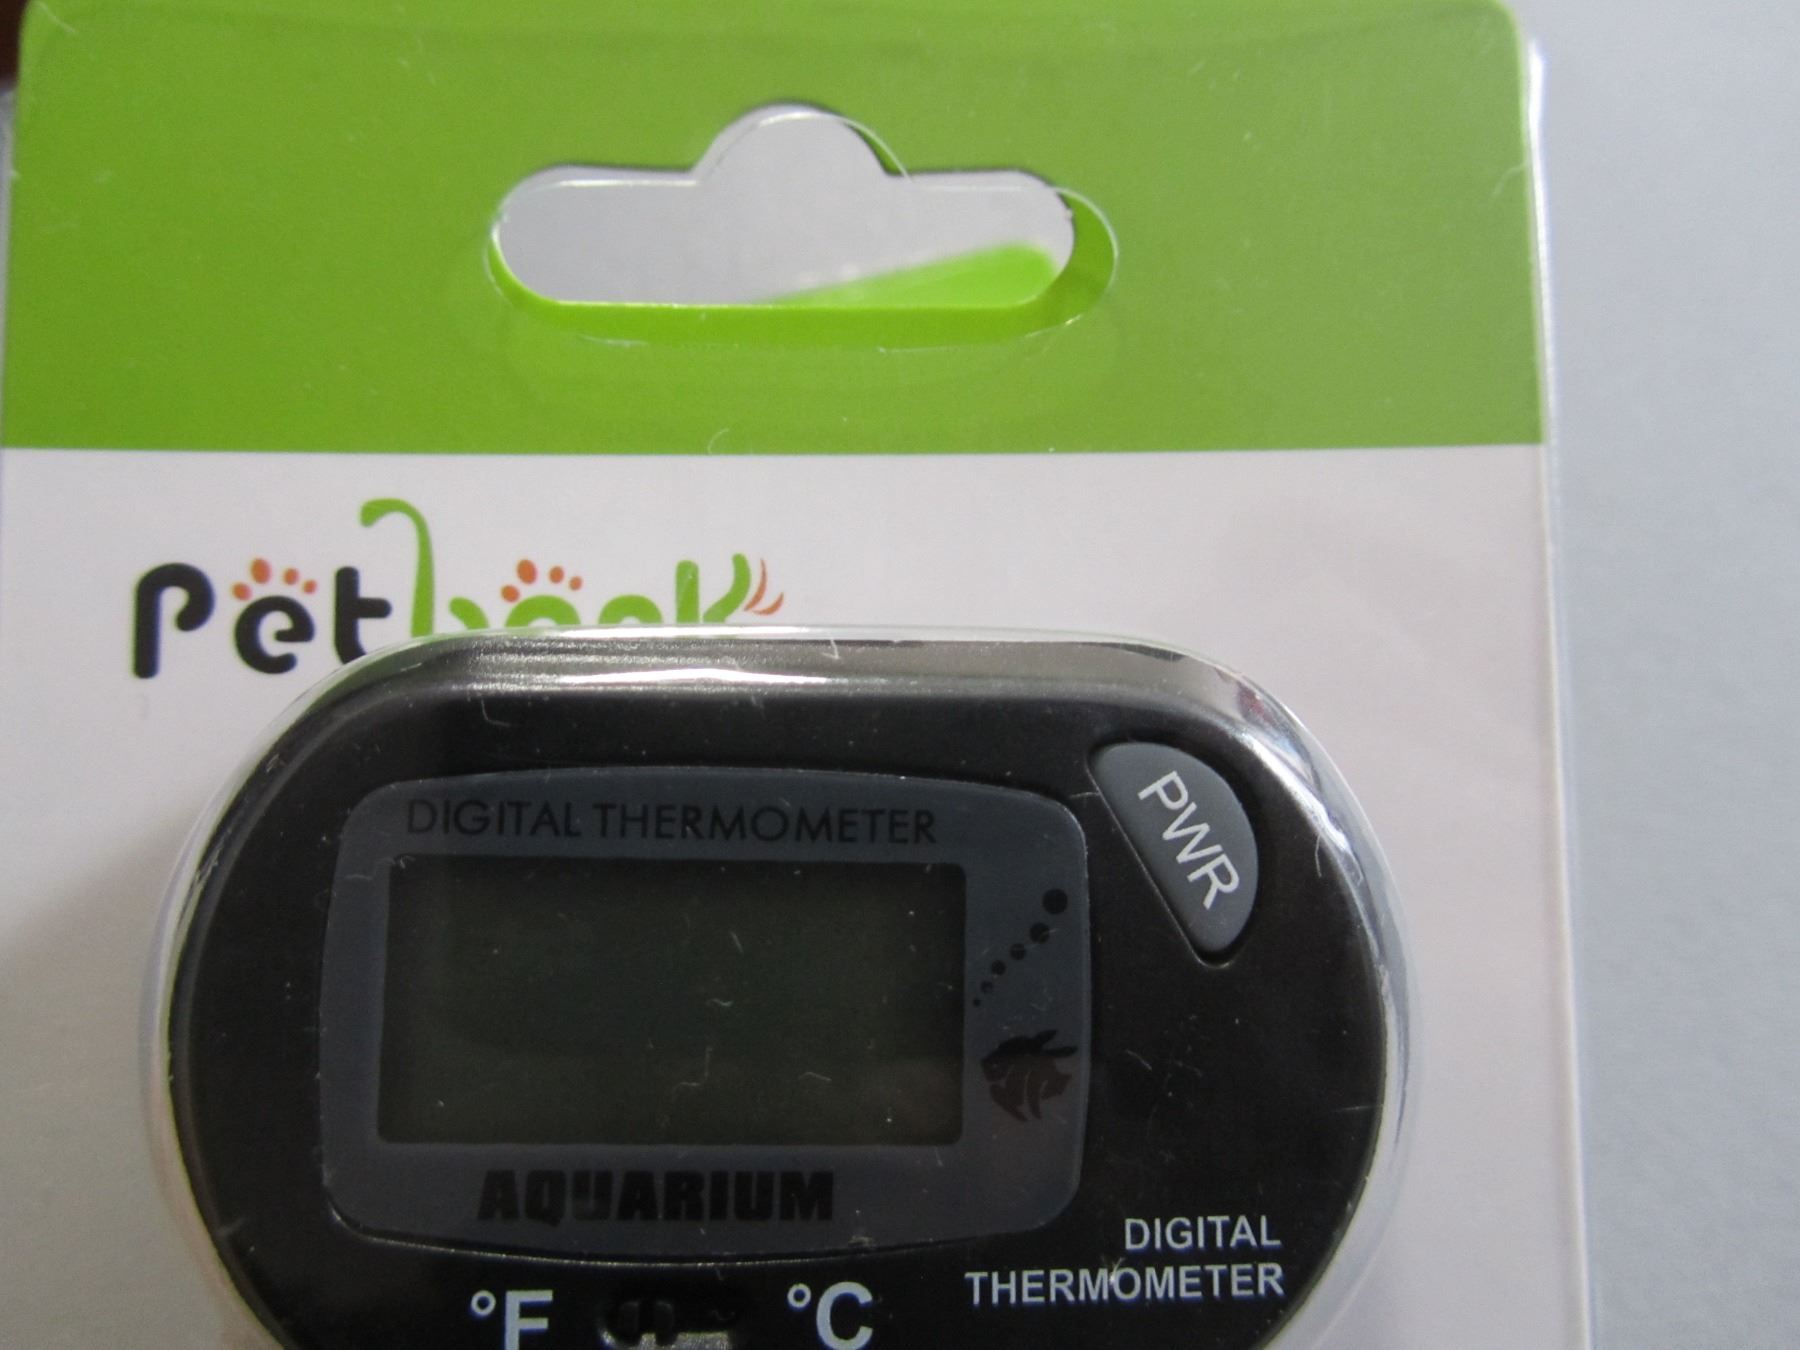 DIGITAL THERMOMETER
PWR
AQUARIUM
DIGITAL
THERMOMETER
°F °C